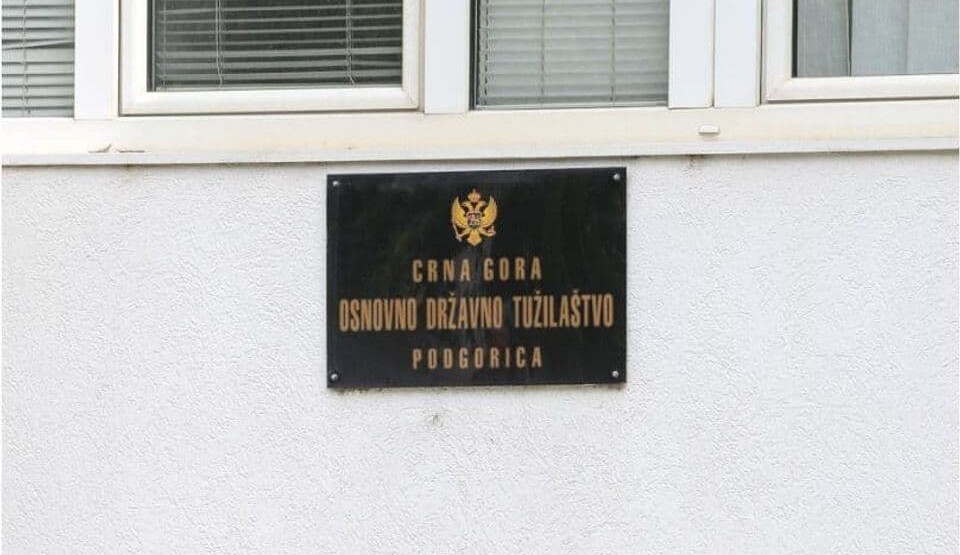 CRNA GORA
OSNOVNO DRŽAVNO TUŽILAŠTVO
PODGORICA